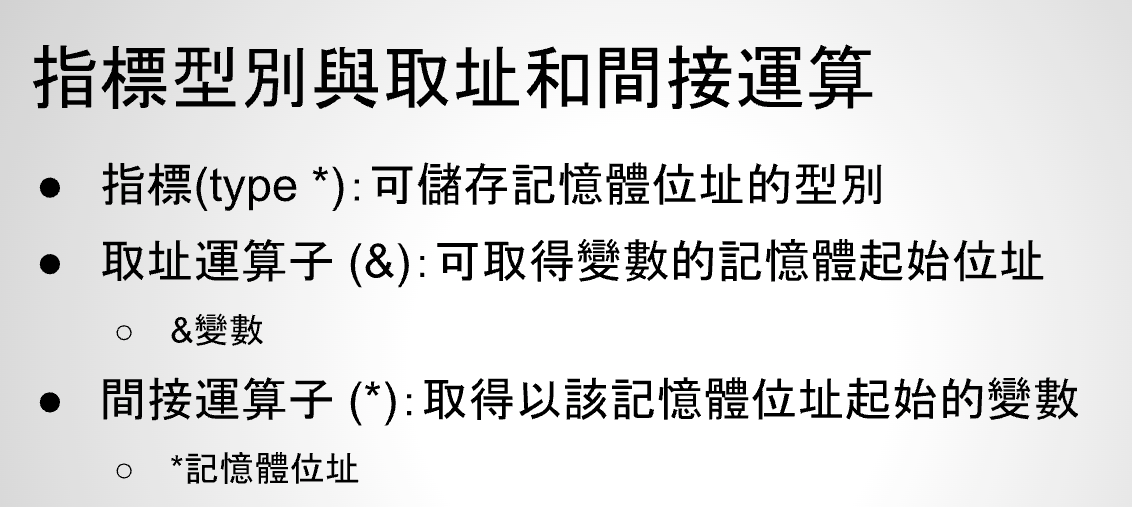 指標型別與取址和間接運算
● 指標(type *):可儲存記憶體位址的型別
● 取址運算子 (&):可取得變數的記憶體起始位址
○ &變數
● 間接運算子 (*):取得以該記憶體位址起始的變數
○ *記憶體位址